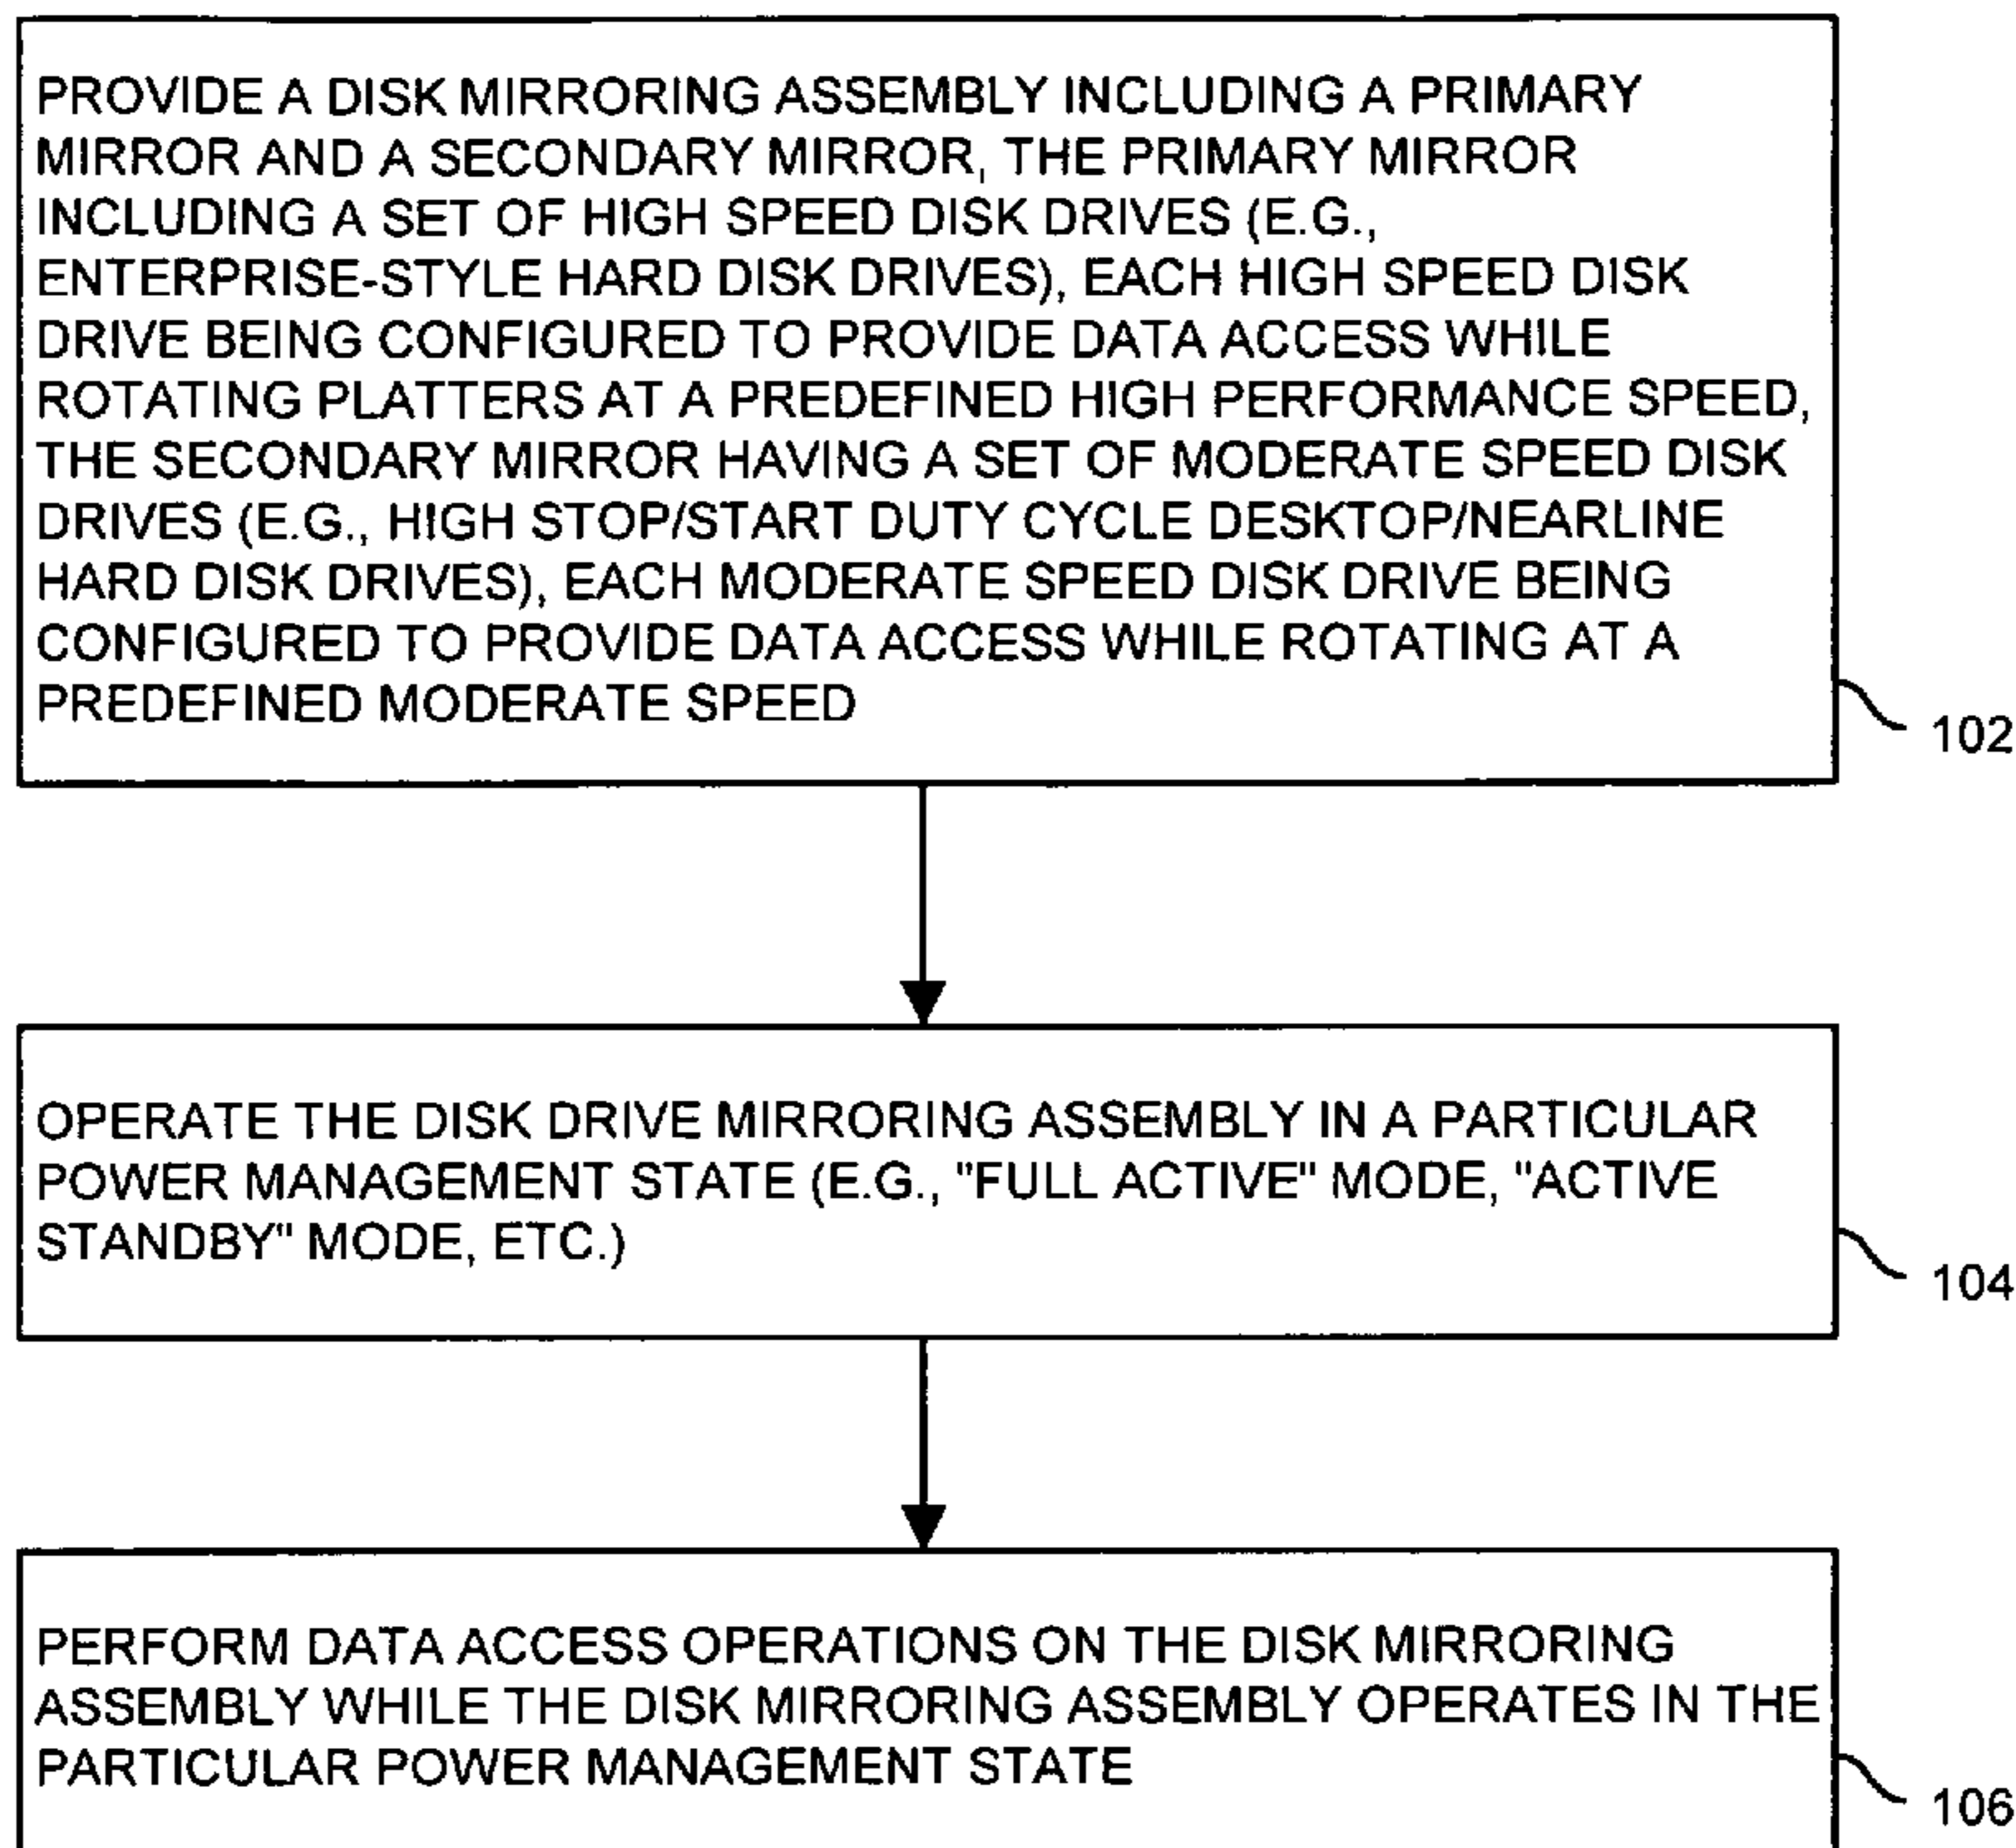 PROVIDE A DISK MIRRORING ASSEMBLY INCLUDING A PRIMARY
MIRROR AND A SECONDARY MIRROR, THE PRIMARY MIRROR
INCLUDING A SET OF HIGH SPEED DISK DRIVES (E.G.,
ENTERPRISE-STYLE HARD DISK DRIVES), EACH HIGH SPEED DISK
DRIVE BEING CONFIGURED TO PROVIDE DATA ACCESS WHILE
ROTATING PLATTERS AT A PREDEFINED HIGH PERFORMANCE SPEED,
THE SECONDARY MIRROR HAVING A SET OF MODERATE SPEED DISK
DRIVES (E.G., HIGH STOP/START DUTY CYCLE DESKTOP/NEARLINE
HARD DISK DRIVES), EACH MODERATE SPEED DISK DRIVE BEING
CONFIGURED TO PROVIDE DATA ACCESS WHILE ROTATING AT A
PREDEFINED MODERATE SPEED
102
OPERATE THE DISK DRIVE MIRRORING ASSEMBLY IN A PARTICULAR
POWER MANAGEMENT STATE (E.G., "FULL ACTIVE" MODE, "ACTIVE
STANDBY" MODE, ETC.)
104
PERFORM DATA ACCESS OPERATIONS ON THE DISK MIRRORING
ASSEMBLY WHILE THE DISK MIRRORING ASSEMBLY OPERATES IN THE
PARTICULAR POWER MANAGEMENT STATE
106